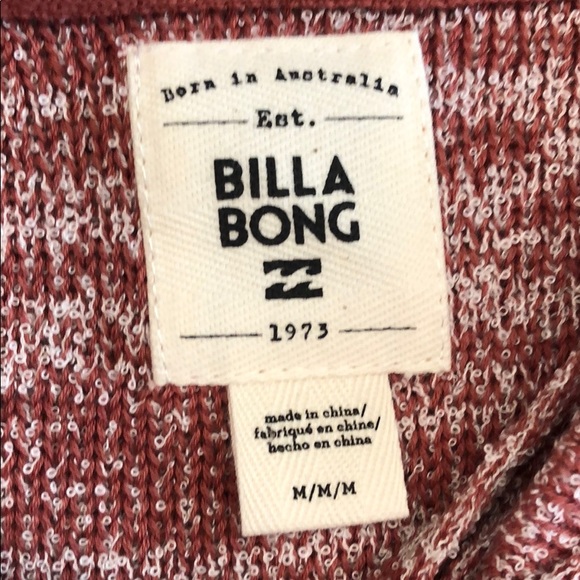 Born in Australia
Est.
BILLA
BONG
1973
made in china/
fabriqué en chine/
hecho en china
M/M/M